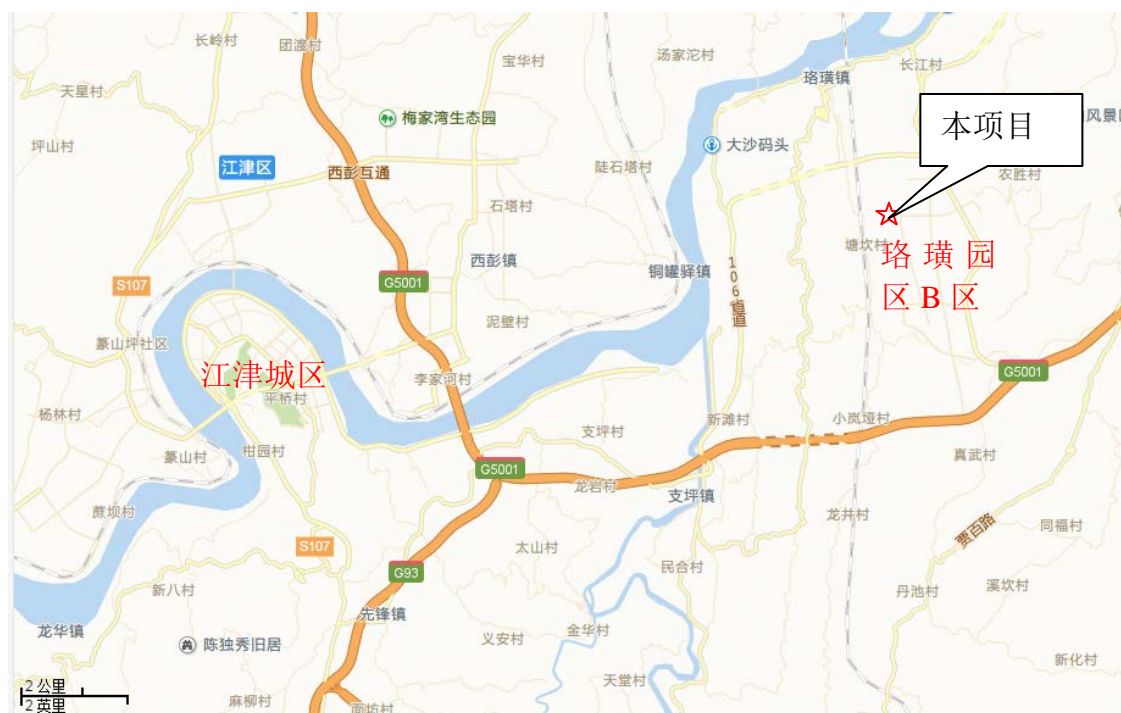 长岭村
团渡村
宝华村
汤家沱村
珞璜镇
长江村
天星村
梅家湾生态园
本项目
风景区
坪山村
大沙码头
江津区
西彭互通
陡石塔村
农胜村
石塔村
塘坎村
珞璜园
区B区
西彭镇
铜罐驿镇
106省道
S107
G5001
泥壁村
篆山坪社区
江津城区
李家河村
G5001
平桥村
杨林村
新滩村
小岚垭村
支坪村
柑园村
篆山村
G5001
真武村
龙岩村
支坪镇
蔗坝村
龙井村
同福村
贾百路
S107
太山村
民合村
G93
新八村
丹池村
溪坎村
先锋镇
龙华镇
陈独秀旧居
义安村
金华村
新化村
天堂村
2公里
2英里
麻柳村
面坊村